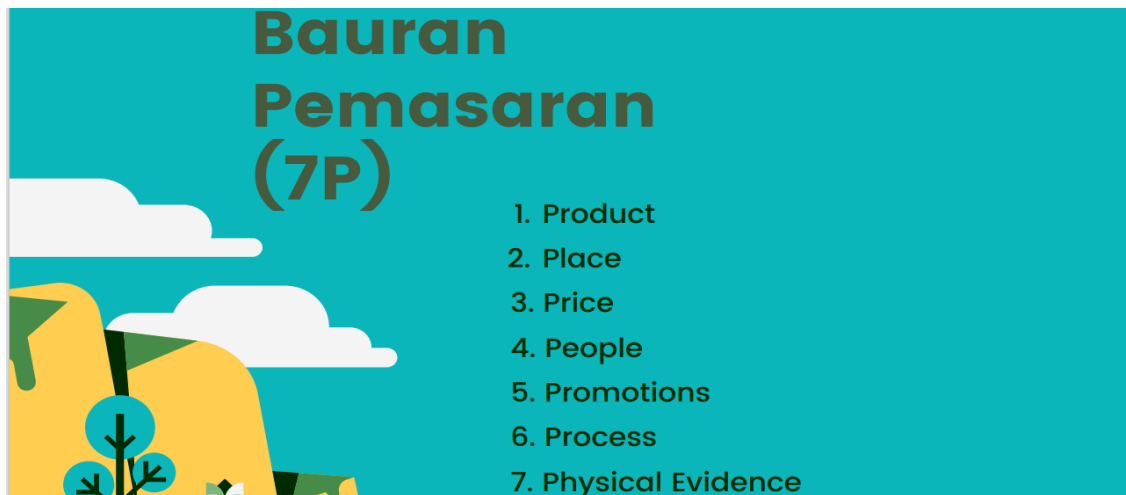 Bauran
Pemasaran
(7P)
1. Product
2. Place
3. Price
4. People
5. Promotions
6. Process
7. Physical Evidence